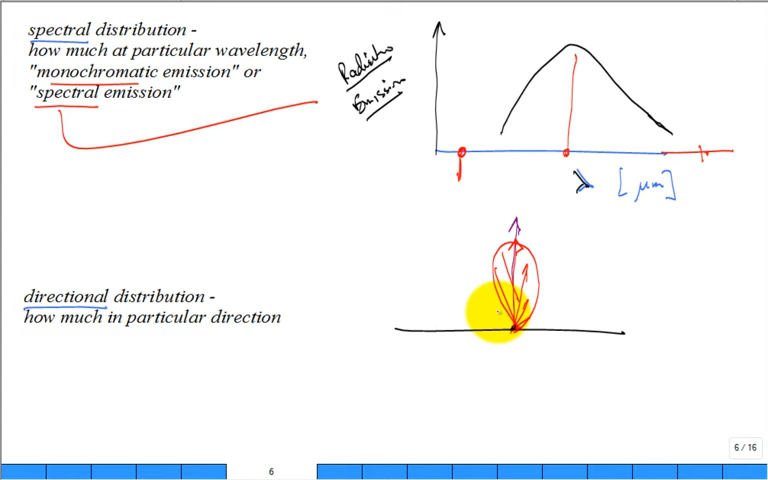 spectral distribution -
how much at particular wavelength,
"monochromatic emission" or
"spectral emission"
Emission
λ [μm]
directional distribution -
how much in particular direction
6 / 16
6